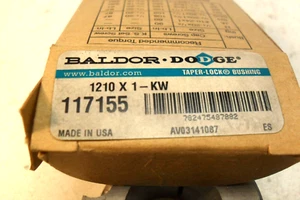 Recommended Torque
BALDOR · DODGE
www.baldor.com TAPER-LOCK® BUSHING
1210 X 1-KW
117155
782475487882
MADE IN USA AV03141087 ES